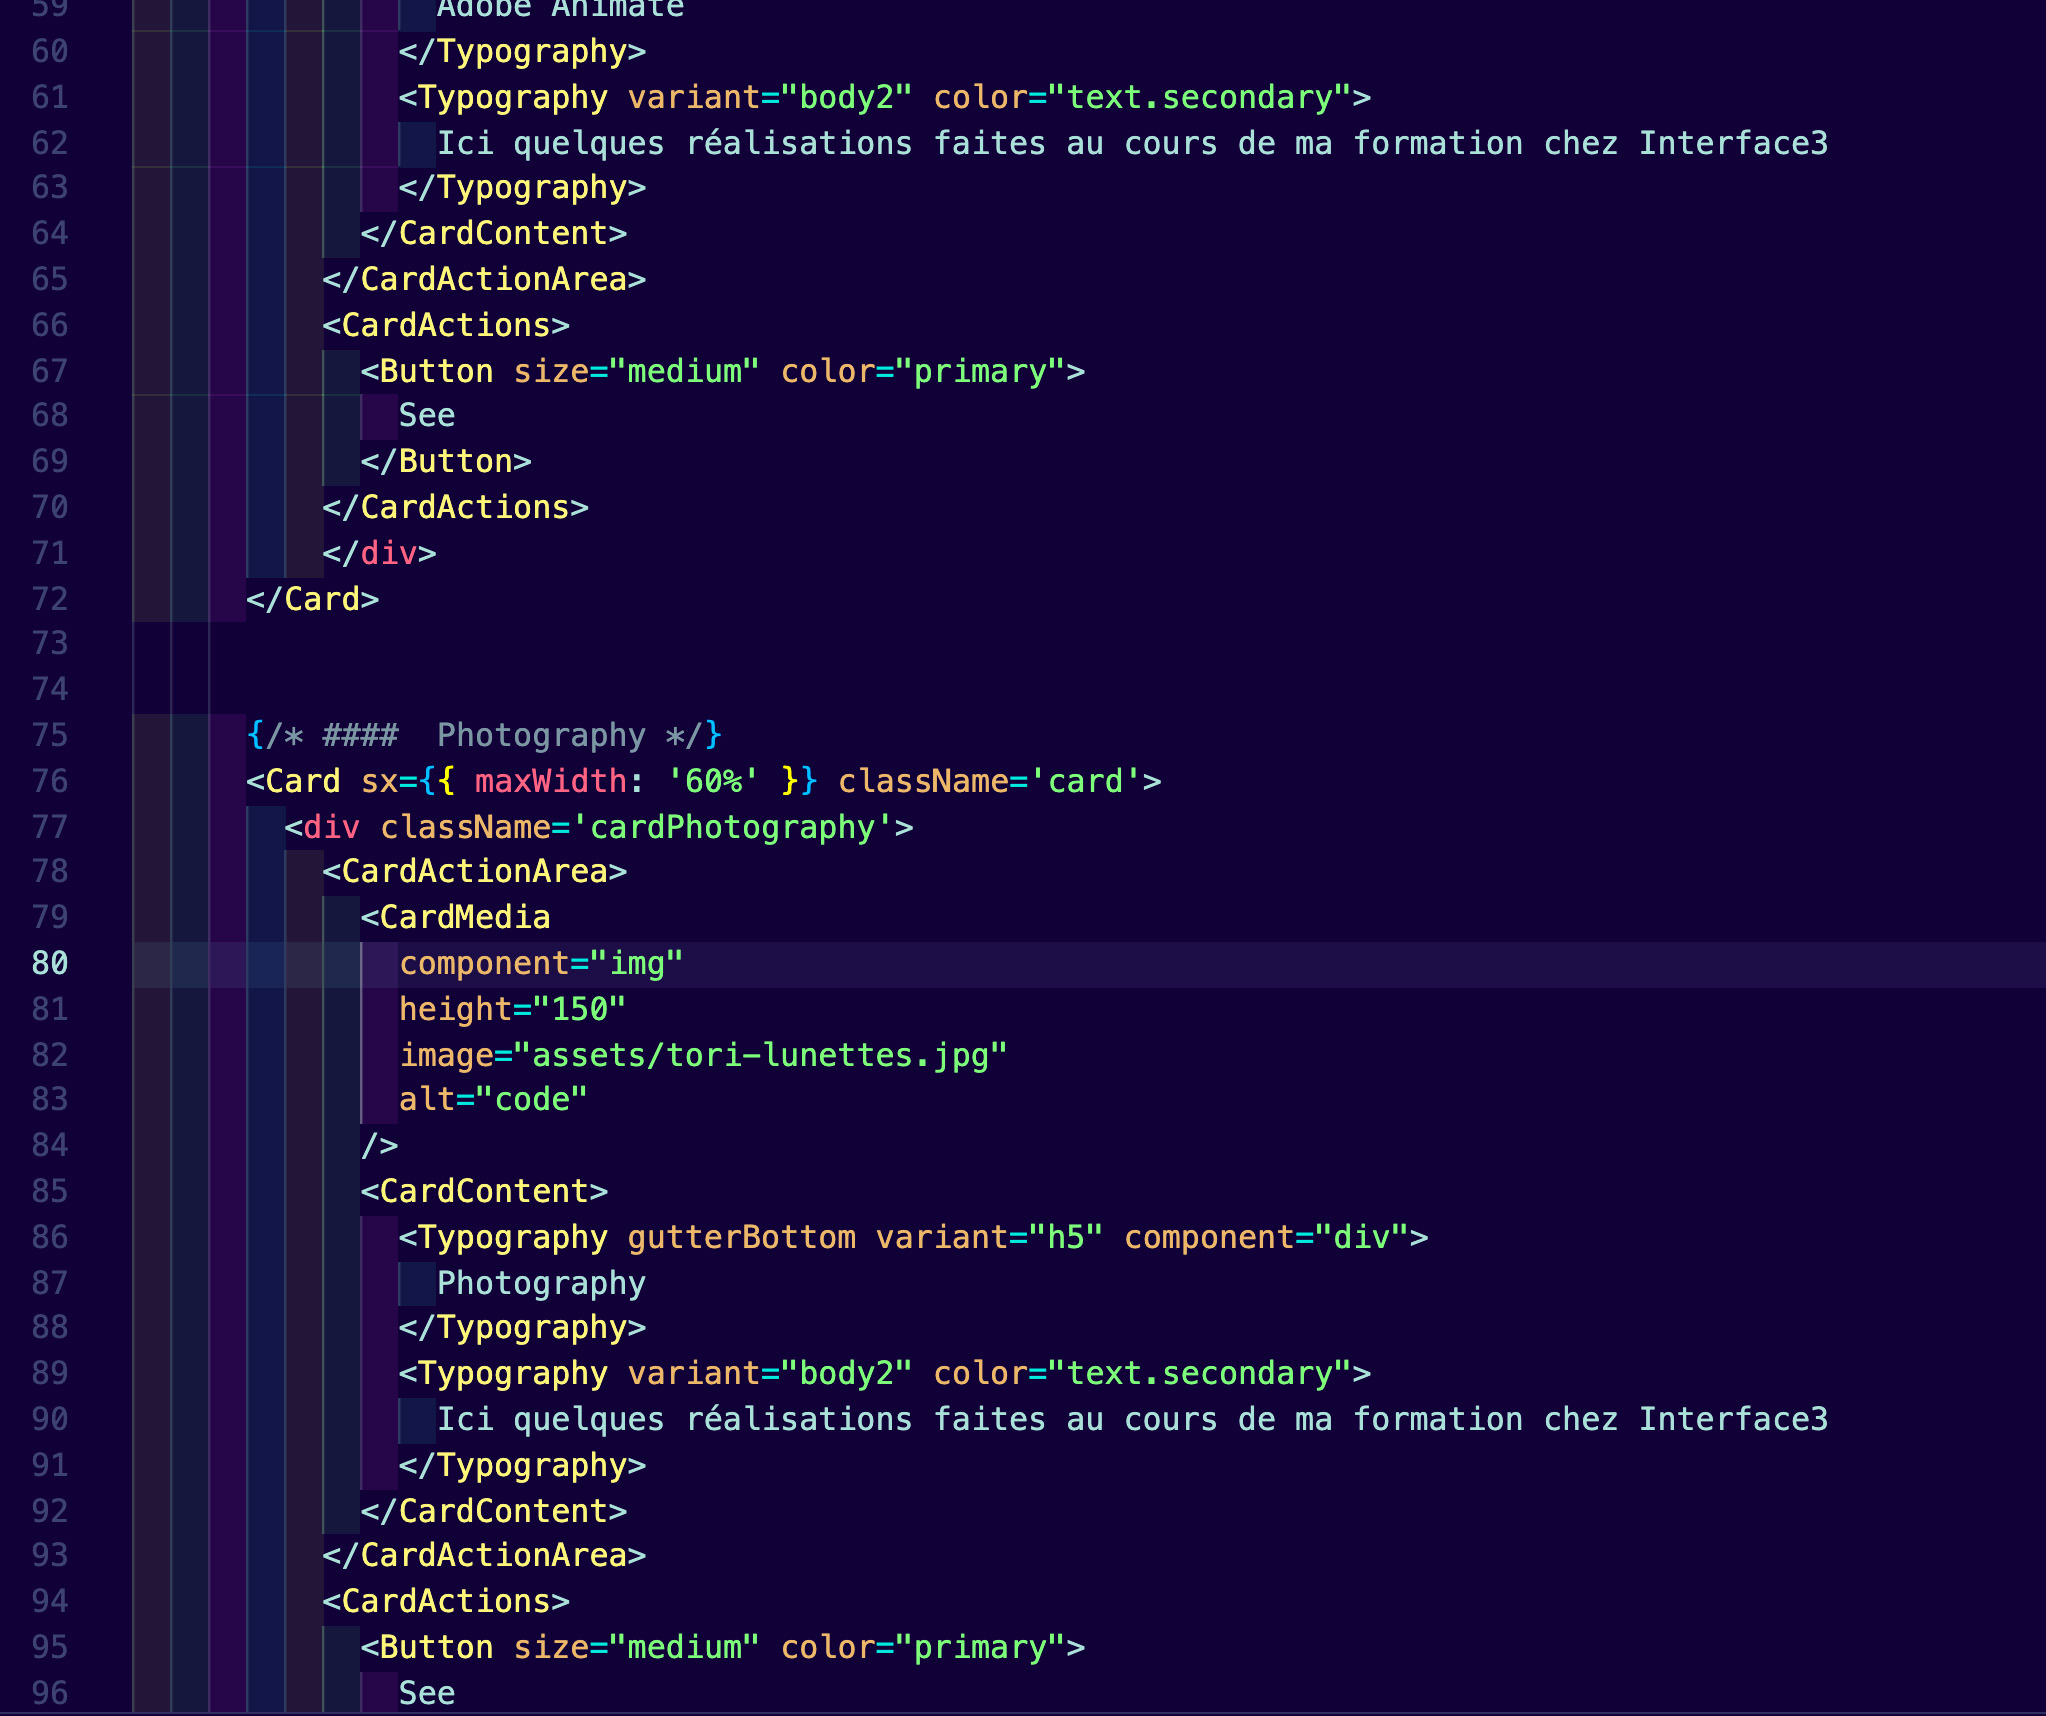 59 Adobe Animate
60 </Typography>
61 <Typography variant="body2" color="text.secondary">
62 Ici quelques réalisations faites au cours de ma formation chez Interface3
63 </Typography>
64 </CardContent>
65 </CardActionArea>
66 <CardActions>
67 <Button size="medium" color="primary">
68 See
69 </Button>
70 </CardActions>
71 </div>
72 </Card>
73
74
75 {/* ####  Photography */}
76 <Card sx={{ maxWidth: '60%' }} className='card'>
77 <div className='cardPhotography'>
78 <CardActionArea>
79 <CardMedia
80 component="img"
81 height="150"
82 image="assets/tori-lunettes.jpg"
83 alt="code"
84 />
85 <CardContent>
86 <Typography gutterBottom variant="h5" component="div">
87 Photography
88 </Typography>
89 <Typography variant="body2" color="text.secondary">
90 Ici quelques réalisations faites au cours de ma formation chez Interface3
91 </Typography>
92 </CardContent>
93 </CardActionArea>
94 <CardActions>
95 <Button size="medium" color="primary">
96 See